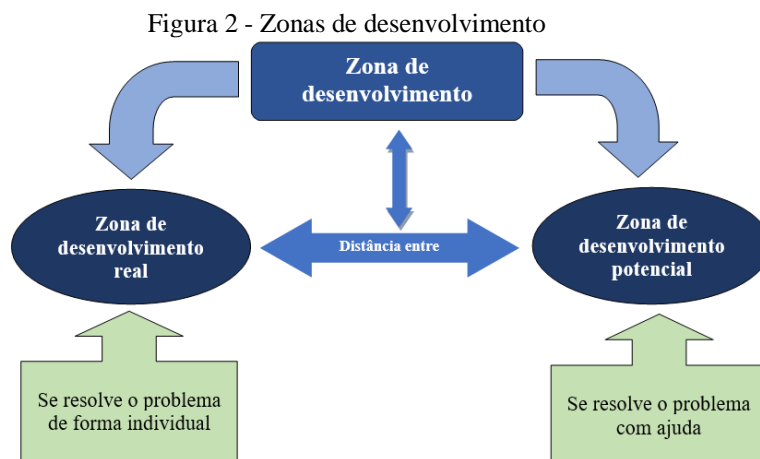 Figura 2 - Zonas de desenvolvimento
Zona de
desenvolvimento
Zona de
desenvolvimento
real
Distância entre
Zona de
desenvolvimento
potencial
Se resolve o problema
de forma individual
Se resolve o problema
com ajuda